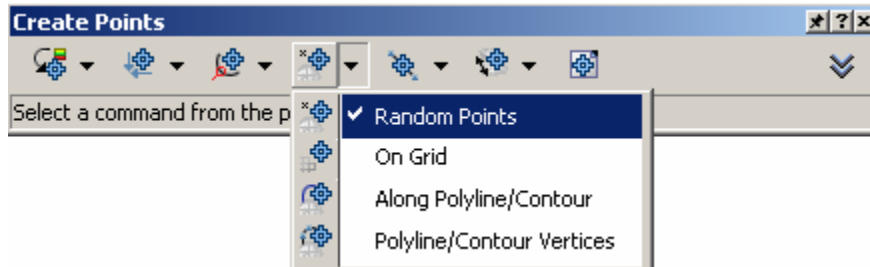 Create Points
Select a command from the p
Random Points
On Grid
Along Polyline/Contour
Polyline/Contour Vertices